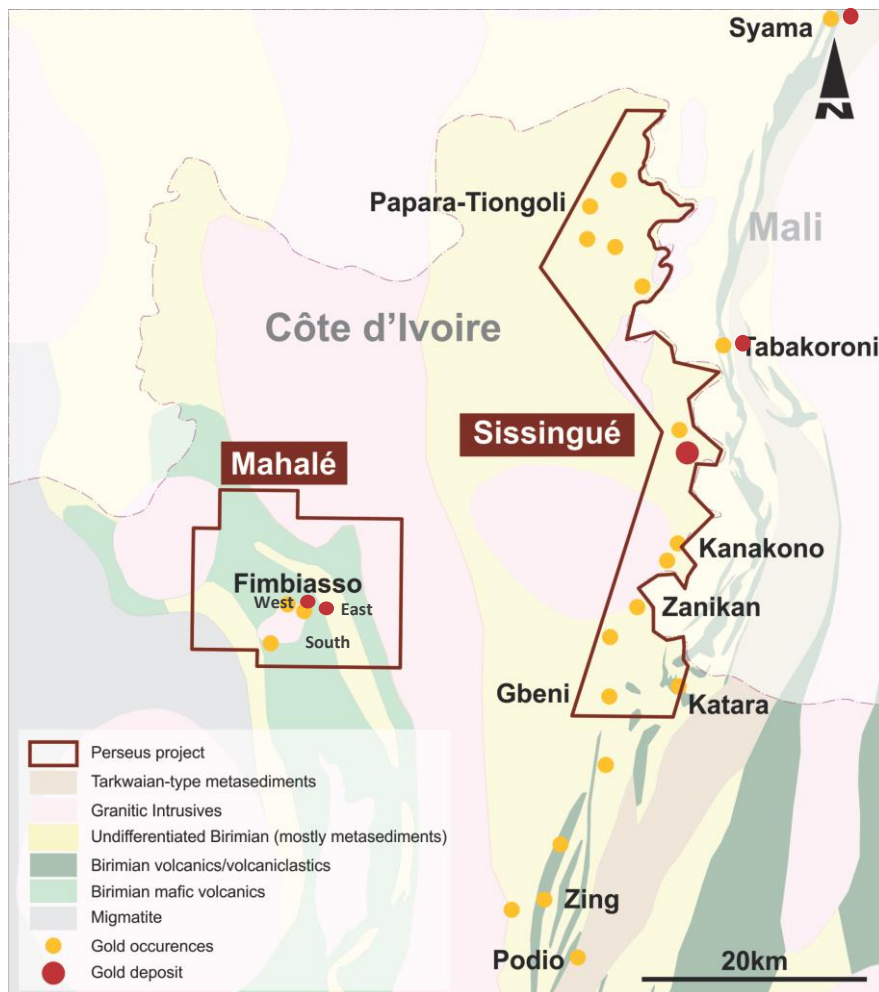 Syama
N
Papara-Tiongoli
Mali
Côte d'Ivoire
Tabakoroni
Sissingué
Mahalé
Kanakono
Fimbiasso
West
East
Zanikan
South
Gbeni
Katara
Perseus project
Tarkwaian-type metasediments
Granitic Intrusives
Undifferentiated Birimian (mostly metasediments)
Birimian volcanics/volcaniclastics
Birimian mafic volcanics
Migmatite
Gold occurences
Gold deposit
Zing
Podio
20km